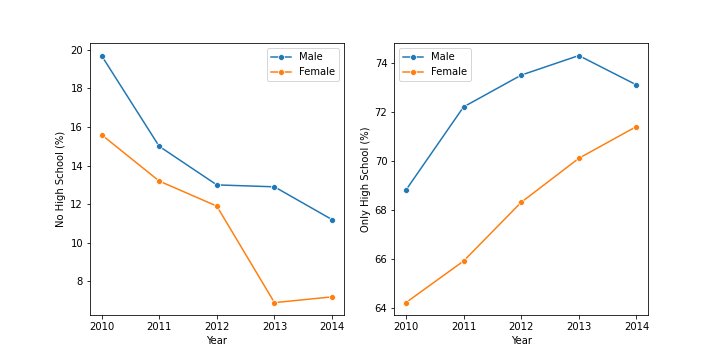 20
18
16
14
12
10
8
No High School (%)
2010 2011 2012 2013 2014
Year
Male
Female
74
72
70
68
66
64
Only High School (%)
2010 2011 2012 2013 2014
Year
Male
Female